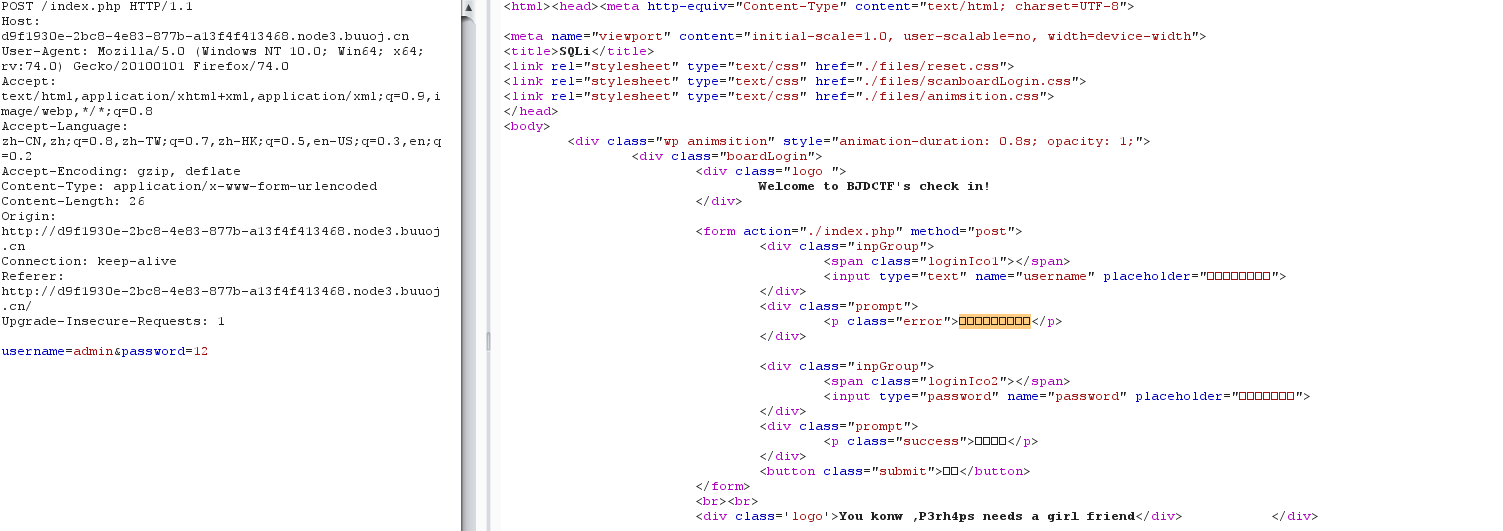 POST /index.php HTTP/1.1
Host:
d9f1930e-2bc8-4e83-877b-a13f4f413468.node3.buuoj.cn
User-Agent: Mozilla/5.0 (Windows NT 10.0; Win64; x64;
rv:74.0) Gecko/20100101 Firefox/74.0
Accept:
text/html,application/xhtml+xml,application/xml;q=0.9,i
mage/webp,*/*;q=0.8
Accept-Language:
zh-CN,zh;q=0.8,zh-TW;q=0.7,zh-HK;q=0.5,en-US;q=0.3,en;q
=0.2
Accept-Encoding: gzip, deflate
Content-Type: application/x-www-form-urlencoded
Content-Length: 26
Origin:
http://d9f1930e-2bc8-4e83-877b-a13f4f413468.node3.buuoj
.cn
Connection: keep-alive
Referer:
http://d9f1930e-2bc8-4e83-877b-a13f4f413468.node3.buuoj
.cn/
Upgrade-Insecure-Requests: 1
username=admin&password=12
<html><head><meta http-equiv="Content-Type" content="text/html; charset=UTF-8">
<meta name="viewport" content="initial-scale=1.0, user-scalable=no, width=device-width">
<title>SQLi</title>
<link rel="stylesheet" type="text/css" href="./files/reset.css">
<link rel="stylesheet" type="text/css" href="./files/scanboardLogin.css">
<link rel="stylesheet" type="text/css" href="./files/animsition.css">
</head>
<body>
<div class="wp animsition" style="animation-duration: 0.8s; opacity: 1;">
<div class="boardLogin">
<div class="logo ">
Welcome to BJDCTF's check in!
</div>
<form action="./index.php" method="post">
<div class="inpGroup">
<span class="loginIco1"></span>
<input type="text" name="username" placeholder="□□□□□□□□">
</div>
<div class="prompt">
<p class="error">□□□□□□□□□</p>
</div>
<div class="inpGroup">
<span class="loginIco2"></span>
<input type="password" name="password" placeholder="□□□□□□□">
</div>
<div class="prompt">
<p class="success">□□□□</p>
</div>
<button class="submit">□□</button>
</form>
<br><br>
<div class='logo'>You konw ,P3rh4ps needs a girl friend</div> </div>